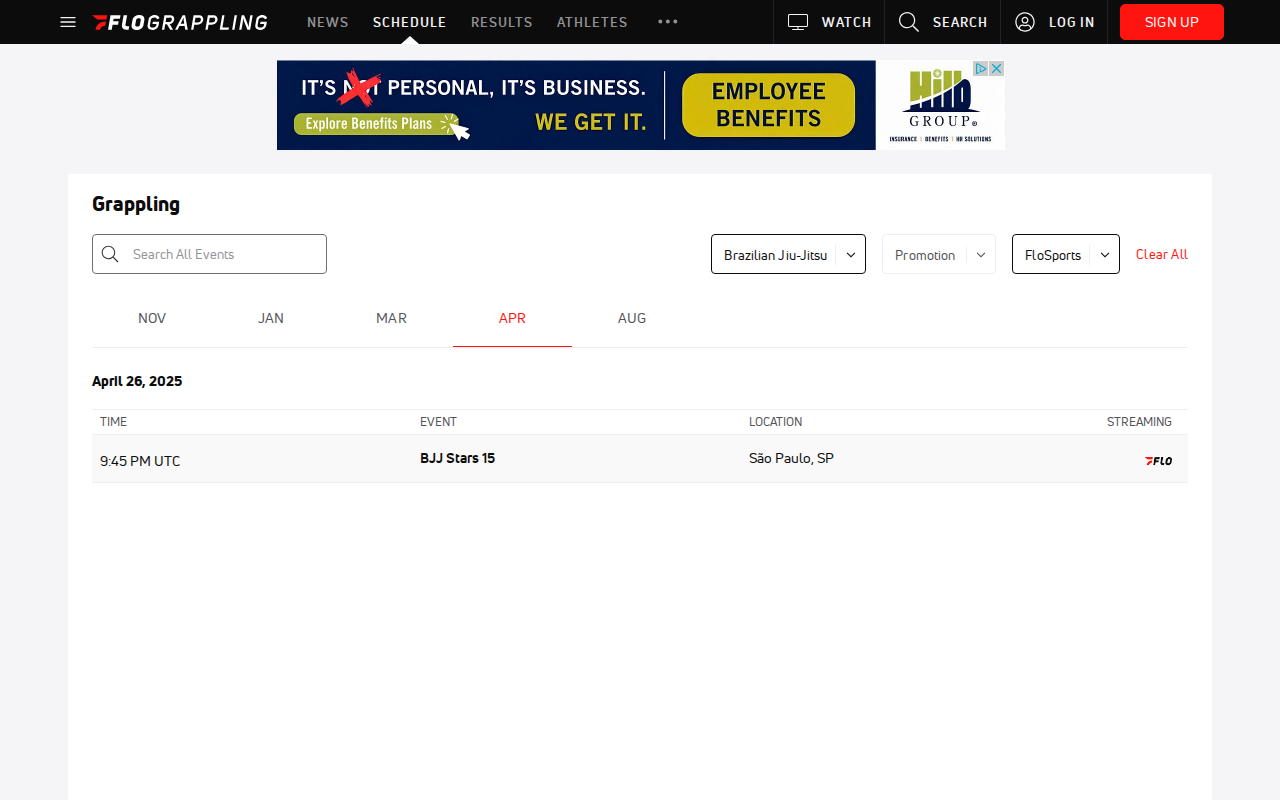 FLOGRAPPLING NEWS SCHEDULE RESULTS ATHLETES WATCH SEARCH LOG IN SIGN UP
IT'S NOT PERSONAL, IT'S BUSINESS.
Explore Benefits Plans
WE GET IT.
EMPLOYEE
BENEFITS
Hill
GROUP®
INSURANCE | BENEFITS | HR SOLUTIONS
Grappling
Search All Events
Brazilian Jiu-Jitsu
Promotion
FloSports
Clear All
NOV JAN MAR APR AUG
April 26, 2025
TIME EVENT LOCATION STREAMING
9:45 PM UTC BJJ Stars 15 São Paulo, SP FLO